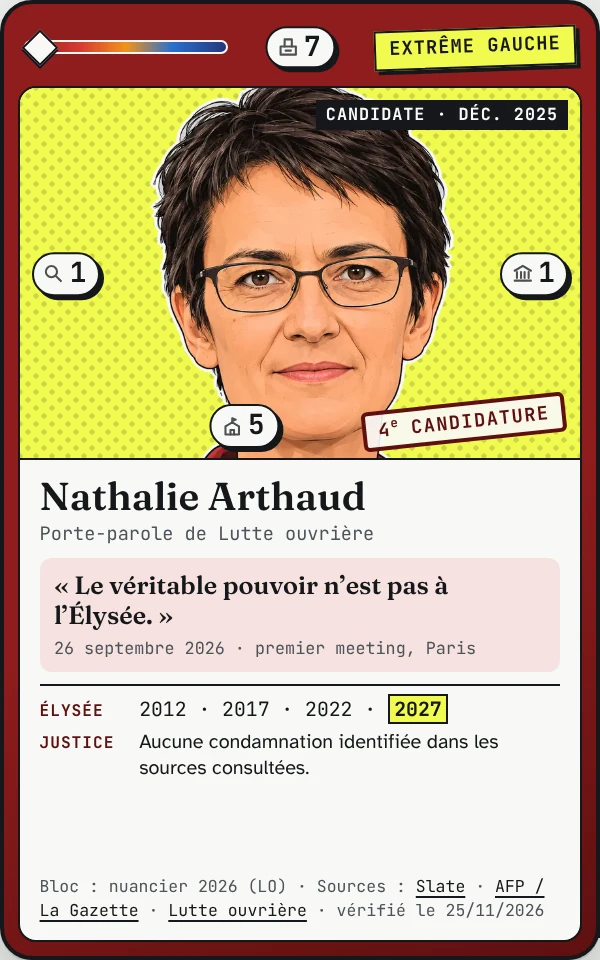 7
EXTRÊME GAUCHE
CANDIDATE · DÉC. 2025
1
1
5
4e CANDIDATURE
Nathalie Arthaud
Porte-parole de Lutte ouvrière
« Le véritable pouvoir n’est pas à
l’Élysée. »
26 septembre 2026 · premier meeting, Paris
ÉLYSÉE 2012 · 2017 · 2022 · 2027
JUSTICE Aucune condamnation identifiée dans les
sources consultées.
Bloc : nuancier 2026 (LO) · Sources : Slate · AFP /
La Gazette · Lutte ouvrière · vérifié le 25/11/2026